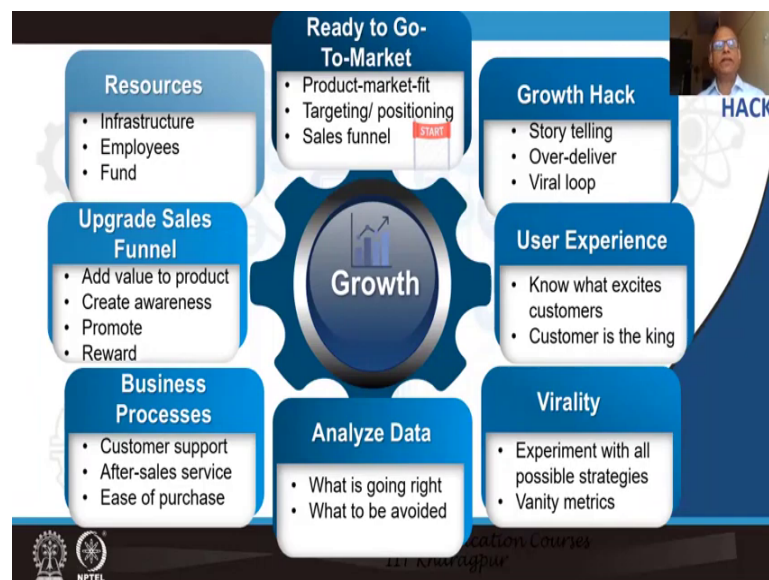 Ready to Go-
To-Market
• Product-market-fit
• Targeting/ positioning
• Sales funnel
START
Growth Hack
• Story telling
• Over-deliver
• Viral loop
HACK
User Experience
• Know what excites
customers
• Customer is the king
Virality
• Experiment with all
possible strategies
• Vanity metrics
Analyze Data
• What is going right
• What to be avoided
Business
Processes
• Customer support
• After-sales service
• Ease of purchase
Upgrade Sales
Funnel
• Add value to product
• Create awareness
• Promote
• Reward
Resources
• Infrastructure
• Employees
• Fund
Growth
Courses
IIT Kharagpur
NPTEL